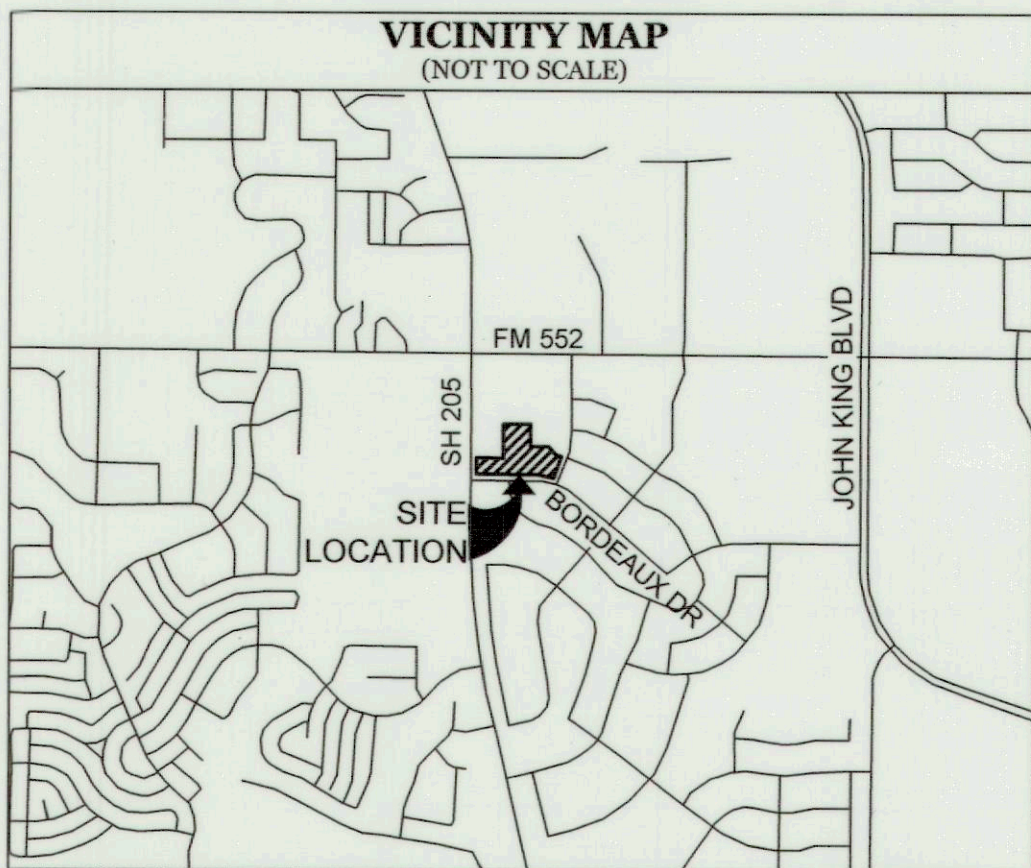 VICINITY MAP
(NOT TO SCALE)
FM 552
SH 205
JOHN KING BLVD
SITE
LOCATION
BORDEAUX DR